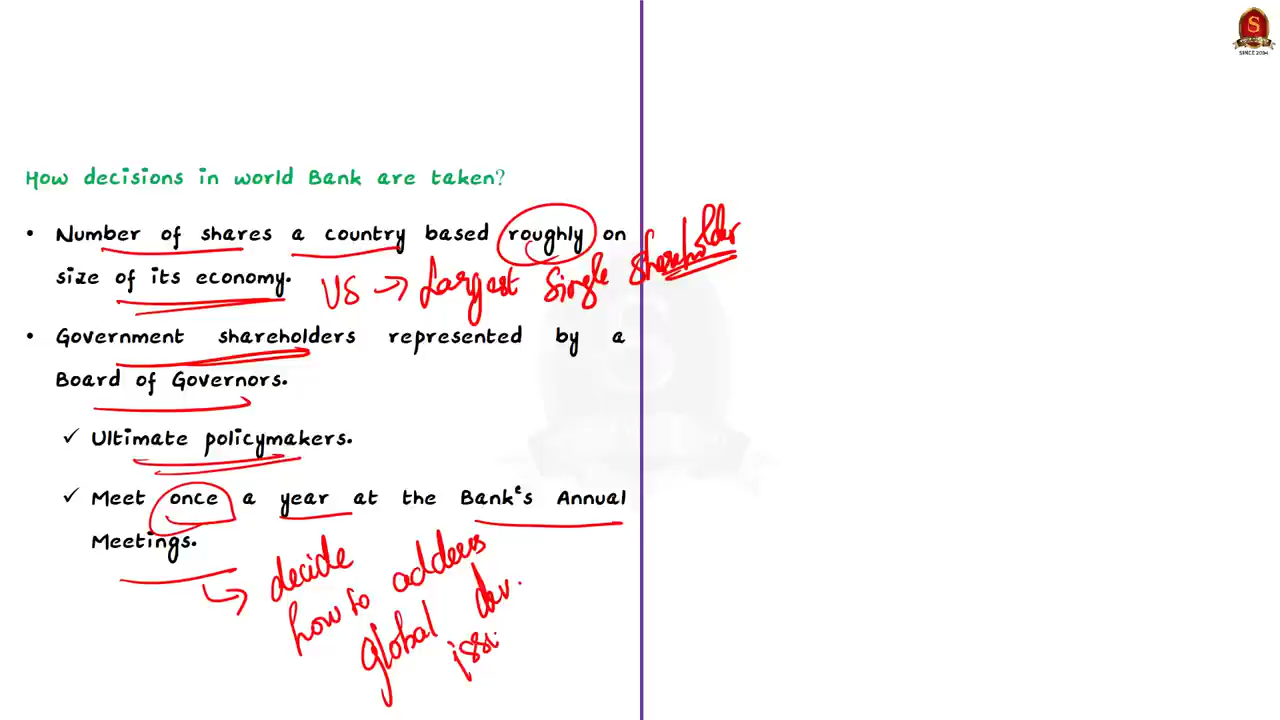 S
SINCE 2014
How decisions in world Bank are taken?
• Number of shares a country based roughly on
size of its economy.
US → Largest single shareholder
• Government shareholders represented by a
Board of Governors.
✓ Ultimate policymakers.
✓ Meet once a year at the Bank's Annual
Meetings.
↳ decide
how to address
global dev.